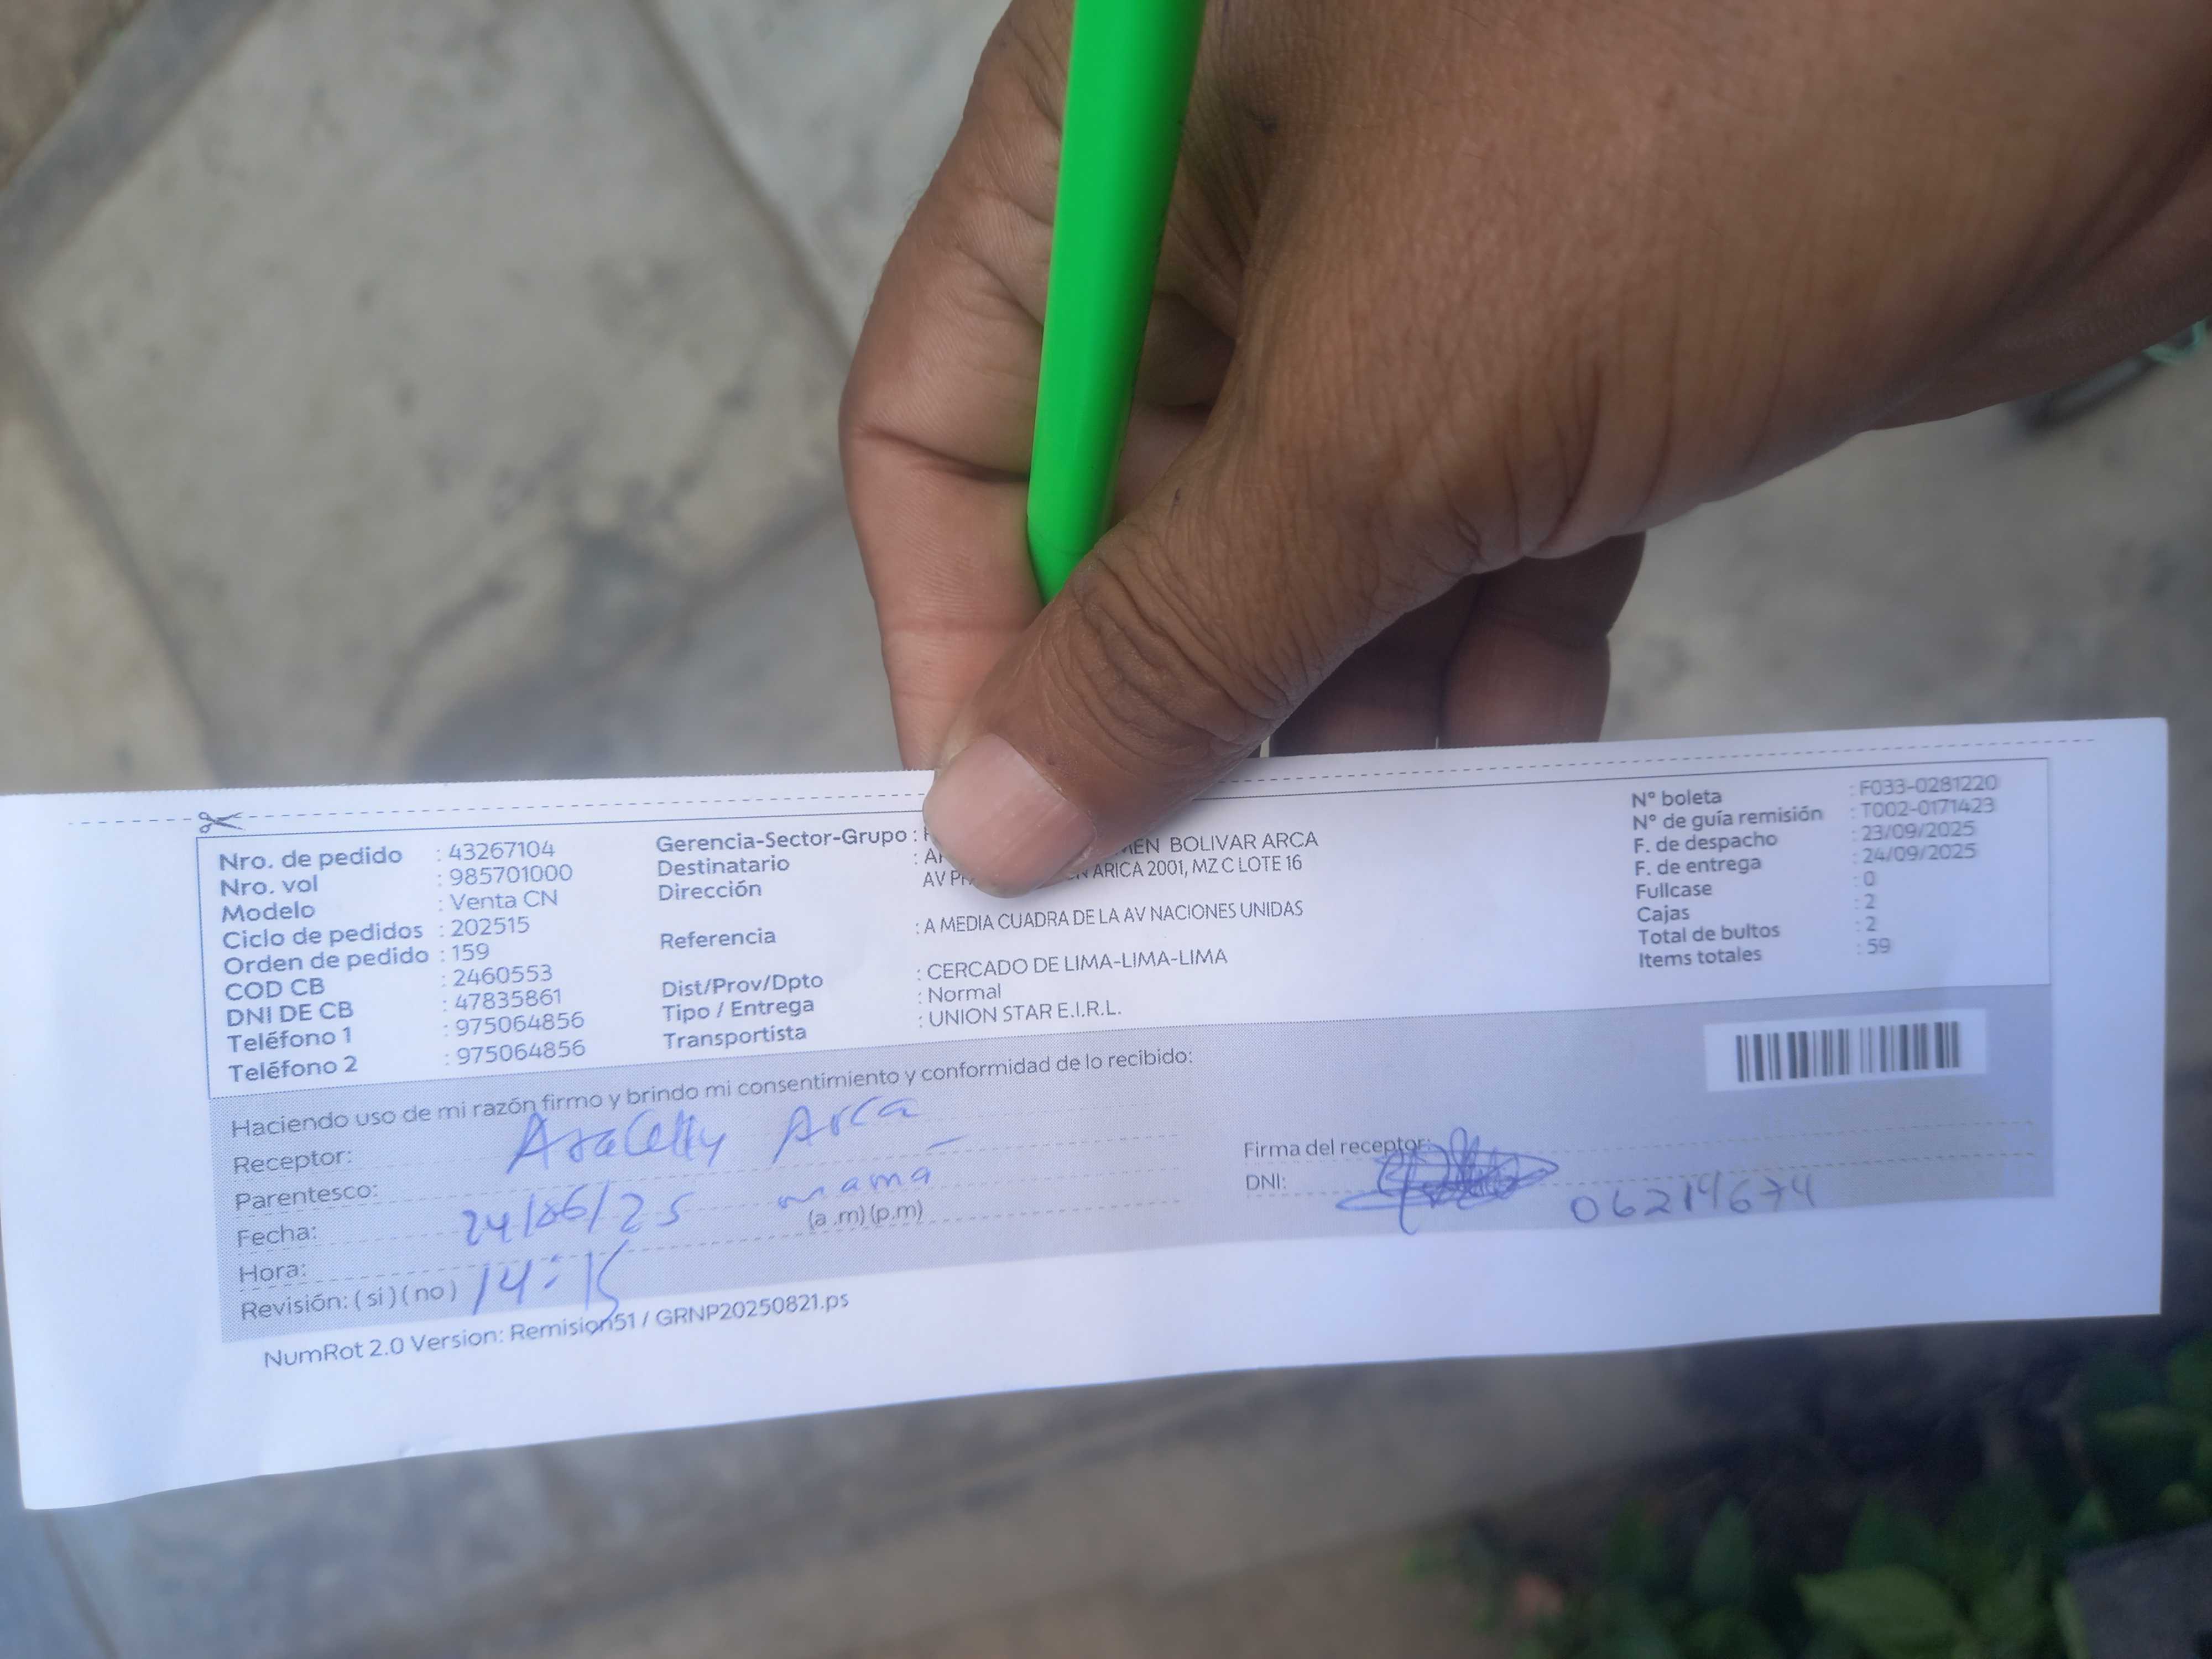 Nro. de pedido : 43267104
Nro. vol : 985701000
Modelo : Venta CN
Ciclo de pedidos : 202515
Orden de pedido : 159
COD CB : 2460553
DNI DE CB : 47835861
Teléfono 1 : 975064856
Teléfono 2 : 975064856
Gerencia-Sector-Grupo :
Destinatario : BOLIVAR ARCA
Dirección AV ARICA 2001, MZ C LOTE 16
Referencia : A MEDIA CUADRA DE LA AV NACIONES UNIDAS
Dist/Prov/Dpto : CERCADO DE LIMA-LIMA-LIMA
Tipo / Entrega : Normal
Transportista : UNION STAR E.I.R.L.
N° boleta : F033-0281220
N° de guía remisión : T002-0171423
F. de despacho : 23/09/2025
F. de entrega : 24/09/2025
Fullcase : 0
Cajas : 2
Total de bultos : 2
Items totales : 59
Haciendo uso de mi razón firmo y brindo mi consentimiento y conformidad de lo recibido:
Receptor: Aracelly Arca
Parentesco: mamá
Fecha: 24/06/25
Hora: 14:15 (a .m) (p.m)
Revisión: ( si ) ( no )
Firma del receptor:
DNI: 06214674
NumRot 2.0 Version: Remision51 / GRNP20250821.ps